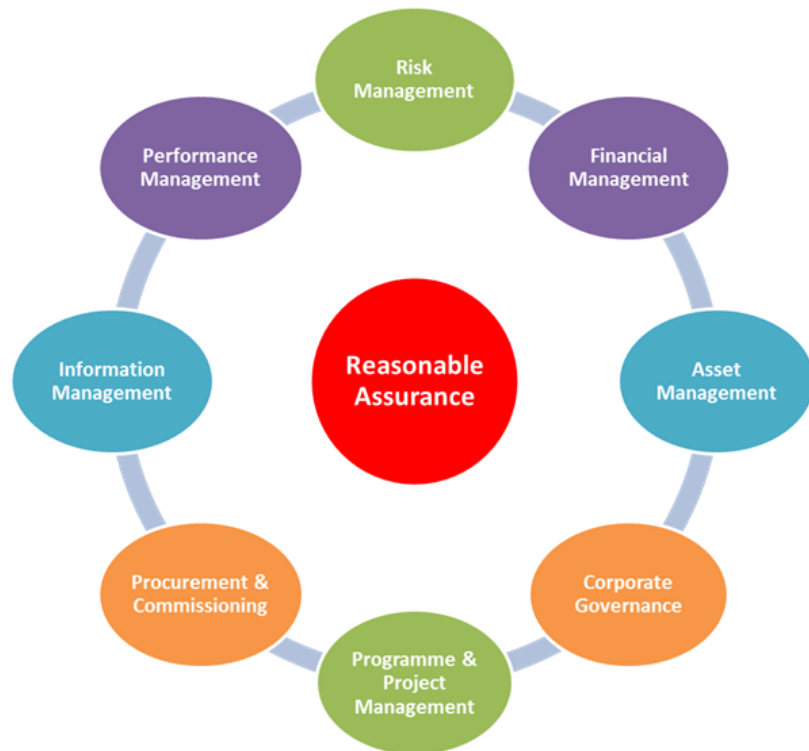 Risk
Management
Performance
Management
Financial
Management
Information
Management
Reasonable
Assurance
Asset
Management
Procurement &
Commissioning
Corporate
Governance
Programme &
Project
Management